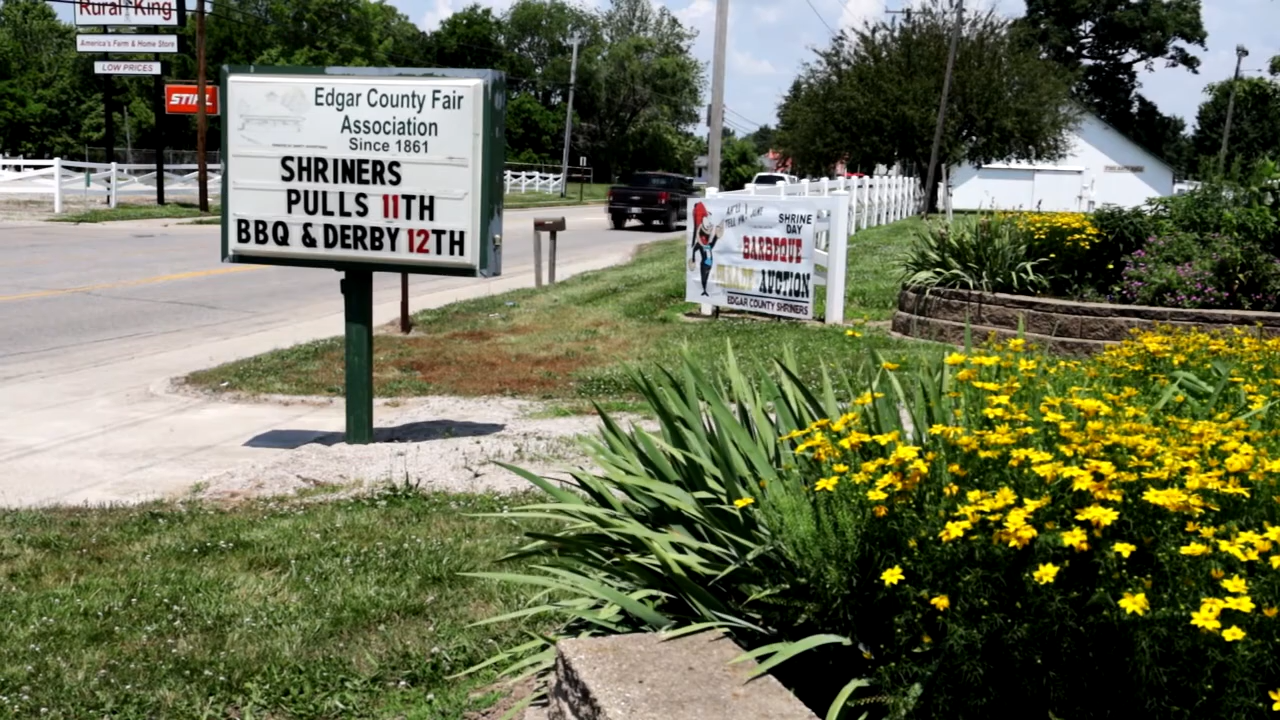 Rural King
America's Farm & Home Store
LOW PRICES
STIHL
Edgar County Fair
Association
Since 1861
SHRINERS
PULLS 11TH
BBQ & DERBY 12TH
SHRINE
DAY
BARBEQUE
AUCTION
EDGAR COUNTY SHRINERS